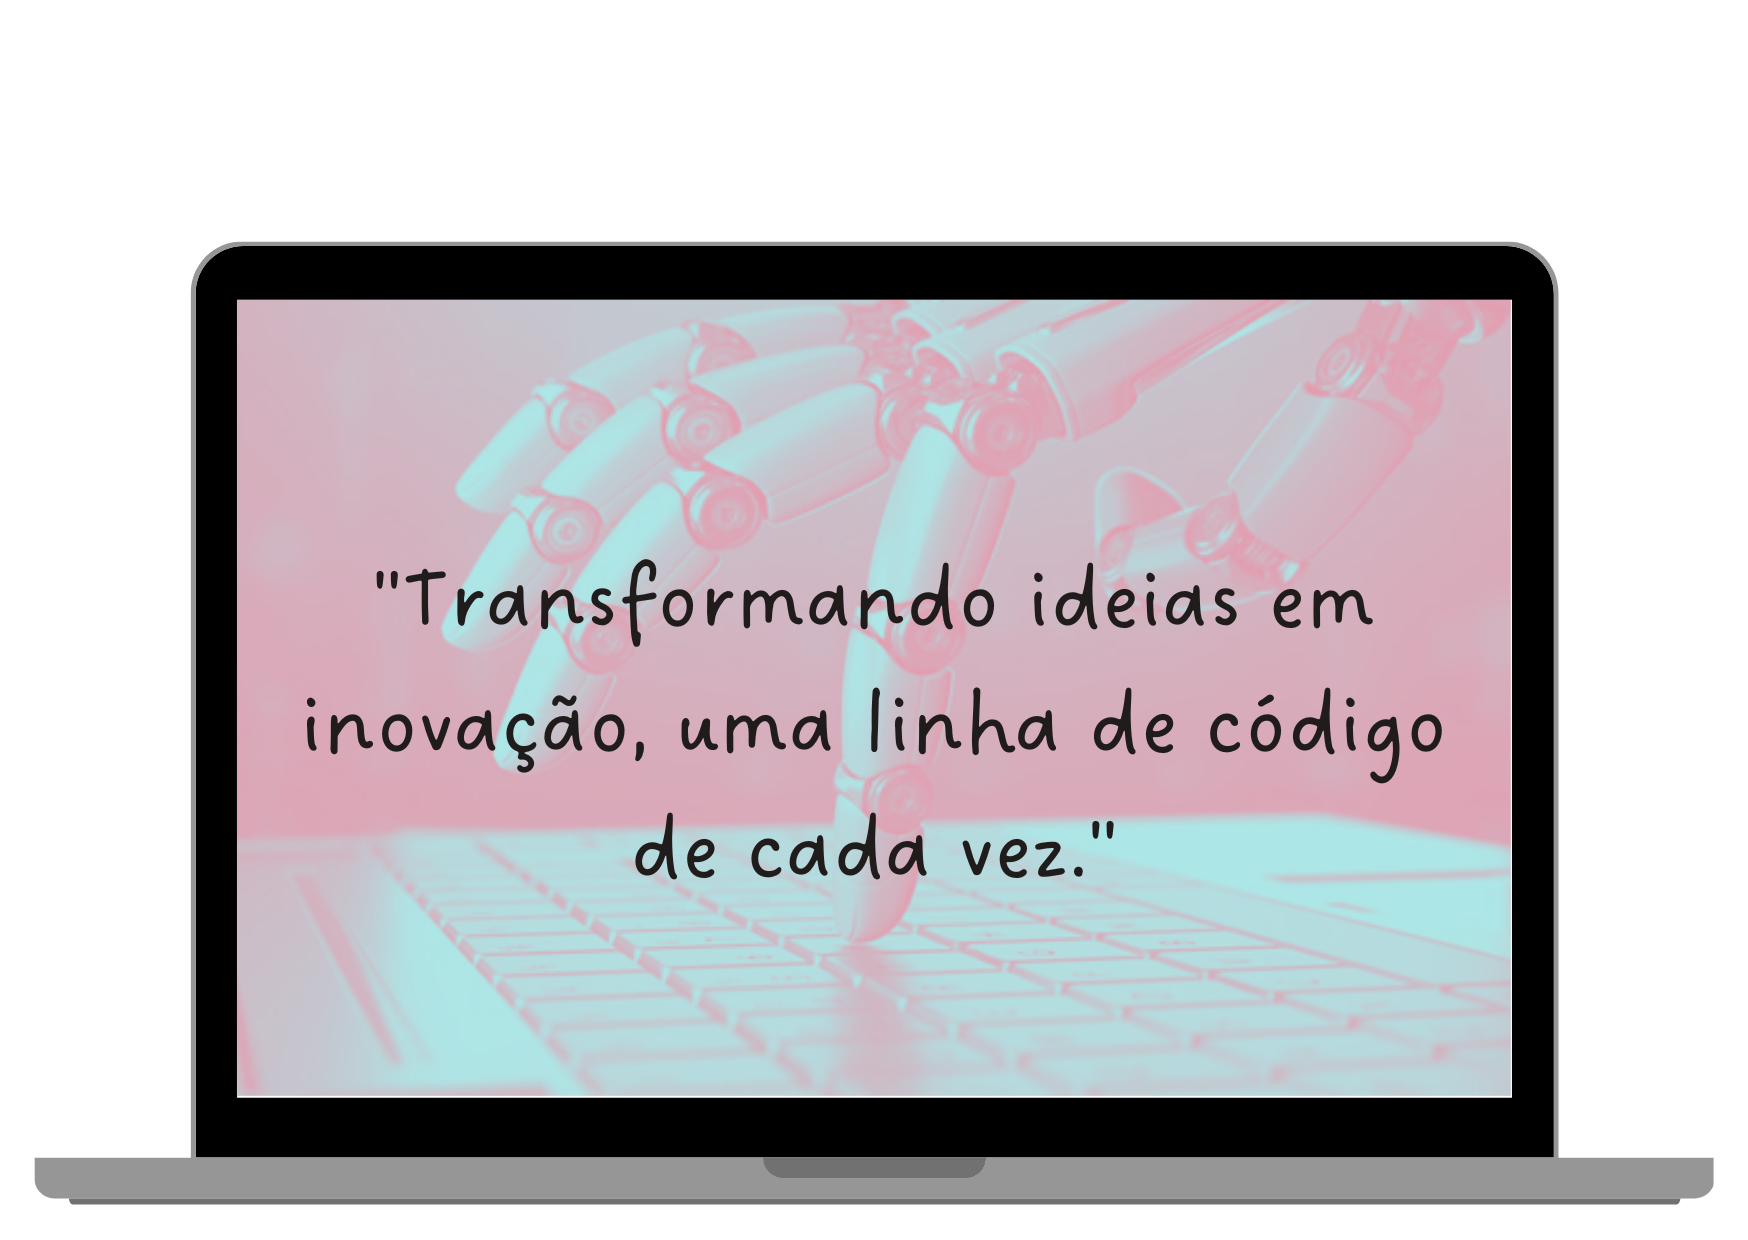 "Transformando ideias em
inovação, uma linha de código
de cada vez."